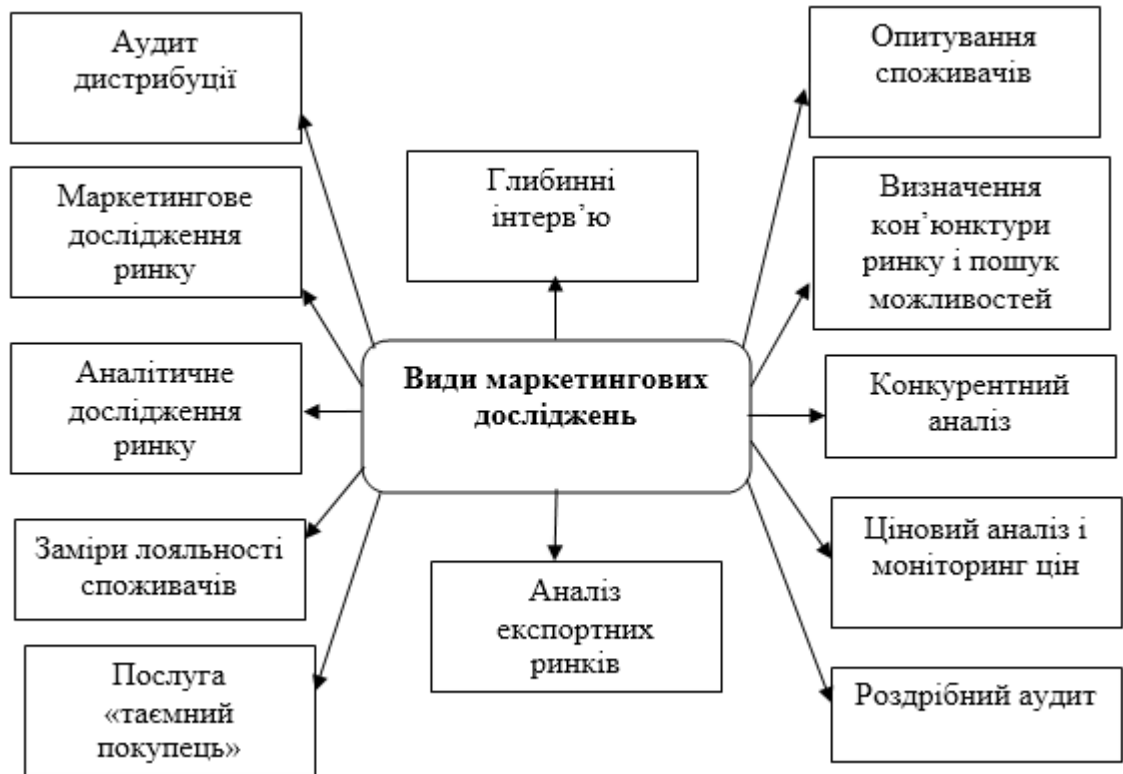 Аудит
дистрибуції
Маркетингове
дослідження
ринку
Аналітичне
дослідження
ринку
Заміри лояльності
споживачів
Послуга
«таємний
покупець»
Глибинні
інтерв’ю
Види маркетингових
досліджень
Аналіз
експортних
ринків
Опитування
споживачів
Визначення
кон’юнктури
ринку і пошук
можливостей
Конкурентний
аналіз
Ціновий аналіз і
моніторинг цін
Роздрібний аудит